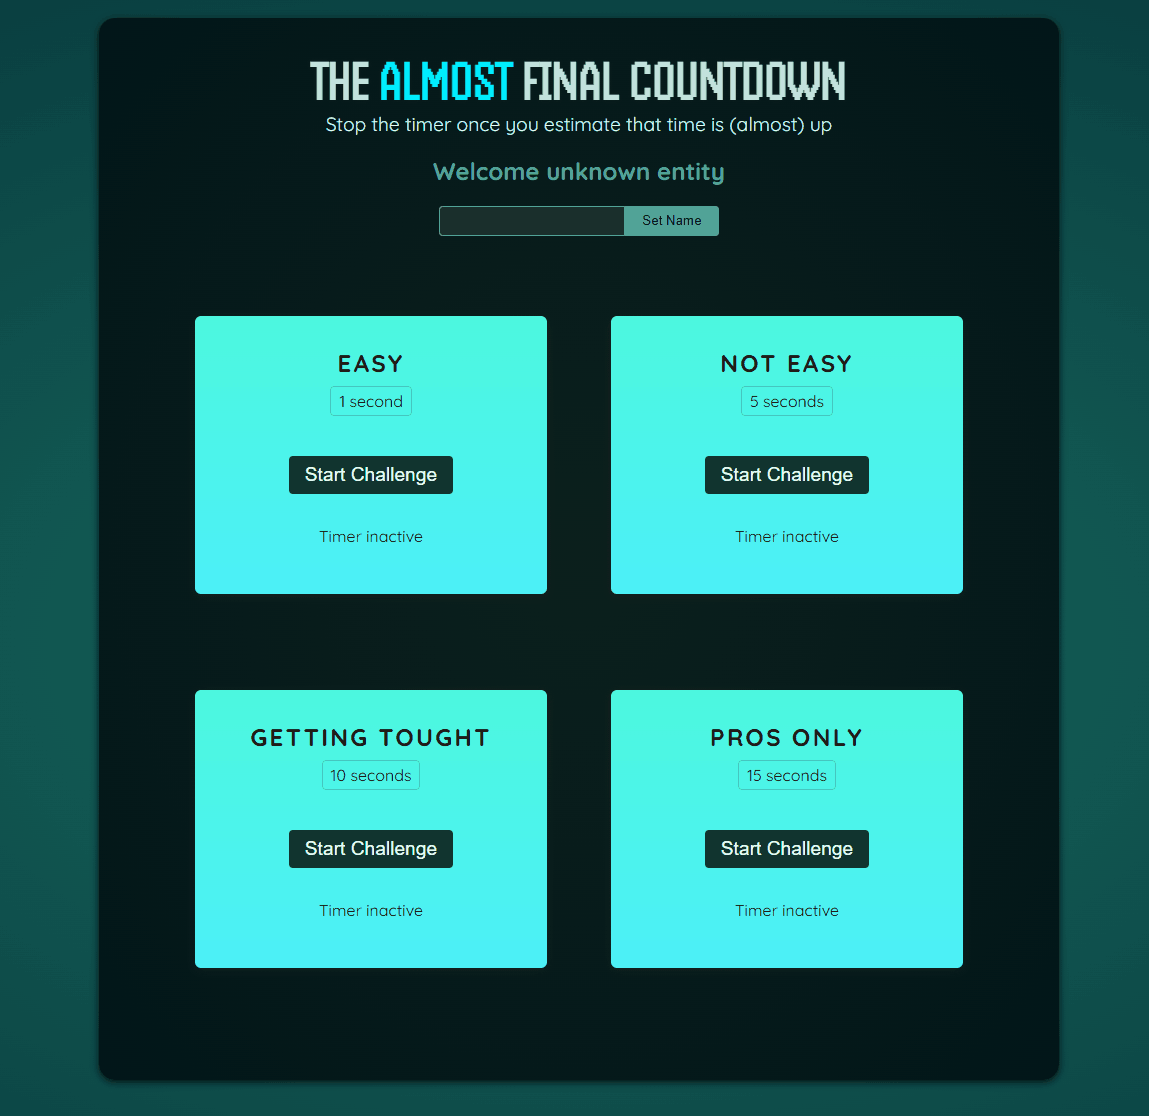 THE ALMOST FINAL COUNTDOWN
Stop the timer once you estimate that time is (almost) up
Welcome unknown entity
Set Name
EASY
1 second
Start Challenge
Timer inactive
NOT EASY
5 seconds
Start Challenge
Timer inactive
GETTING TOUGHT
10 seconds
Start Challenge
Timer inactive
PROS ONLY
15 seconds
Start Challenge
Timer inactive